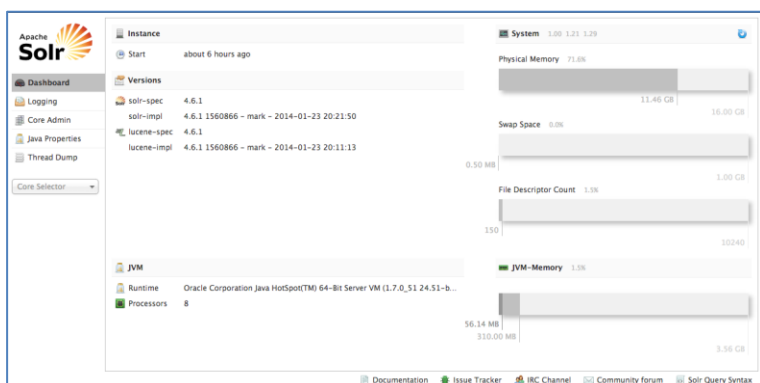 Apache
Solr
Dashboard
Logging
Core Admin
Java Properties
Thread Dump
Core Selector
Instance
Start about 6 hours ago
Versions
solr-spec 4.6.1
solr-impl 4.6.1 1560866 - mark - 2014-01-23 20:21:50
lucene-spec 4.6.1
lucene-impl 4.6.1 1560866 - mark - 2014-01-23 20:11:13
JVM
Runtime Oracle Corporation Java HotSpot(TM) 64-Bit Server VM (1.7.0_51 24.51-b...
Processors 8
System 1.00 1.21 1.29
Physical Memory 71.6%
11.46 GB
16.00 GB
Swap Space 0.0%
0.50 MB
1.00 GB
File Descriptor Count 1.5%
150
10240
JVM-Memory 1.5%
56.14 MB
310.00 MB
3.56 GB
Documentation Issue Tracker IRC Channel Community forum Solr Query Syntax